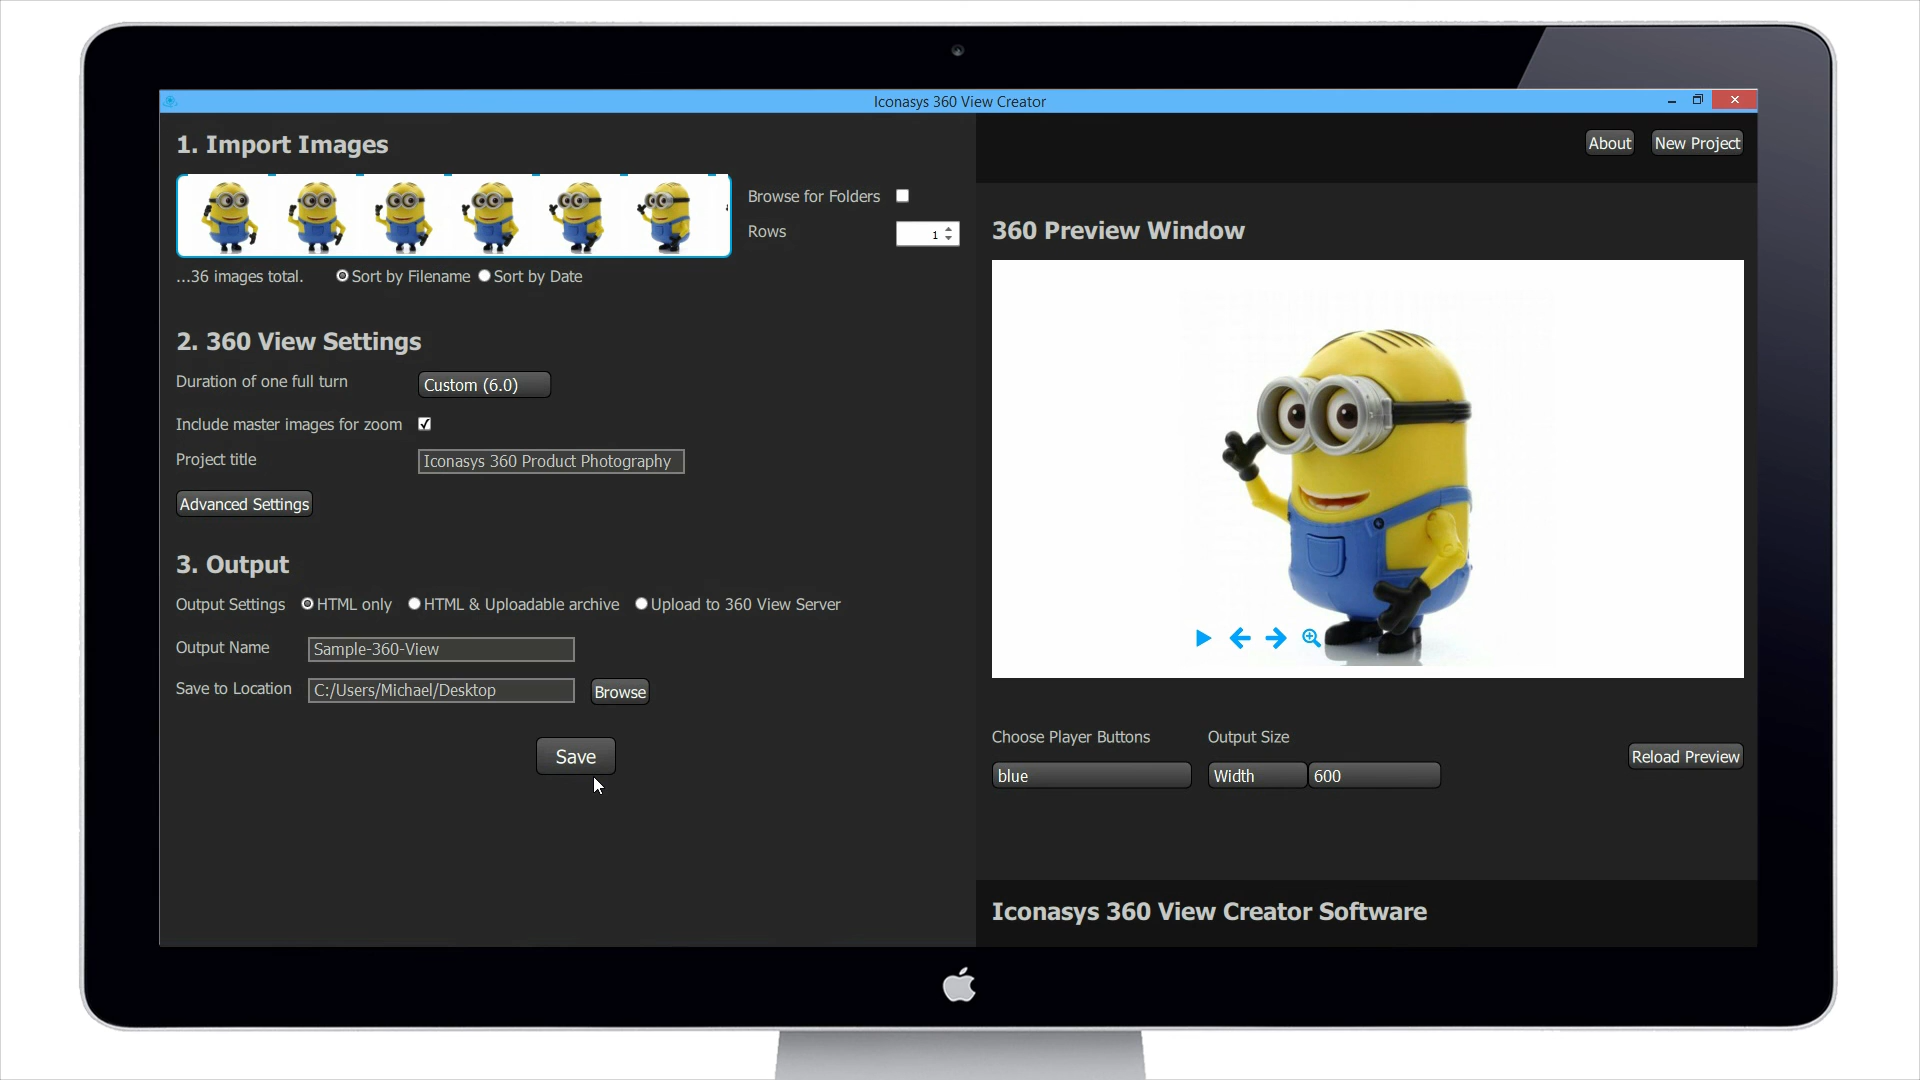 Iconasys 360 View Creator
1. Import Images
Browse for Folders
Rows
1
...36 images total.
Sort by Filename
Sort by Date
2. 360 View Settings
Duration of one full turn
Custom (6.0)
Include master images for zoom
Project title
Iconasys 360 Product Photography
Advanced Settings
3. Output
Output Settings
HTML only
HTML & Uploadable archive
Upload to 360 View Server
Output Name
Sample-360-View
Save to Location
C:/Users/Michael/Desktop
Browse
Save
About
New Project
360 Preview Window
Choose Player Buttons
Output Size
blue
Width
600
Reload Preview
Iconasys 360 View Creator Software